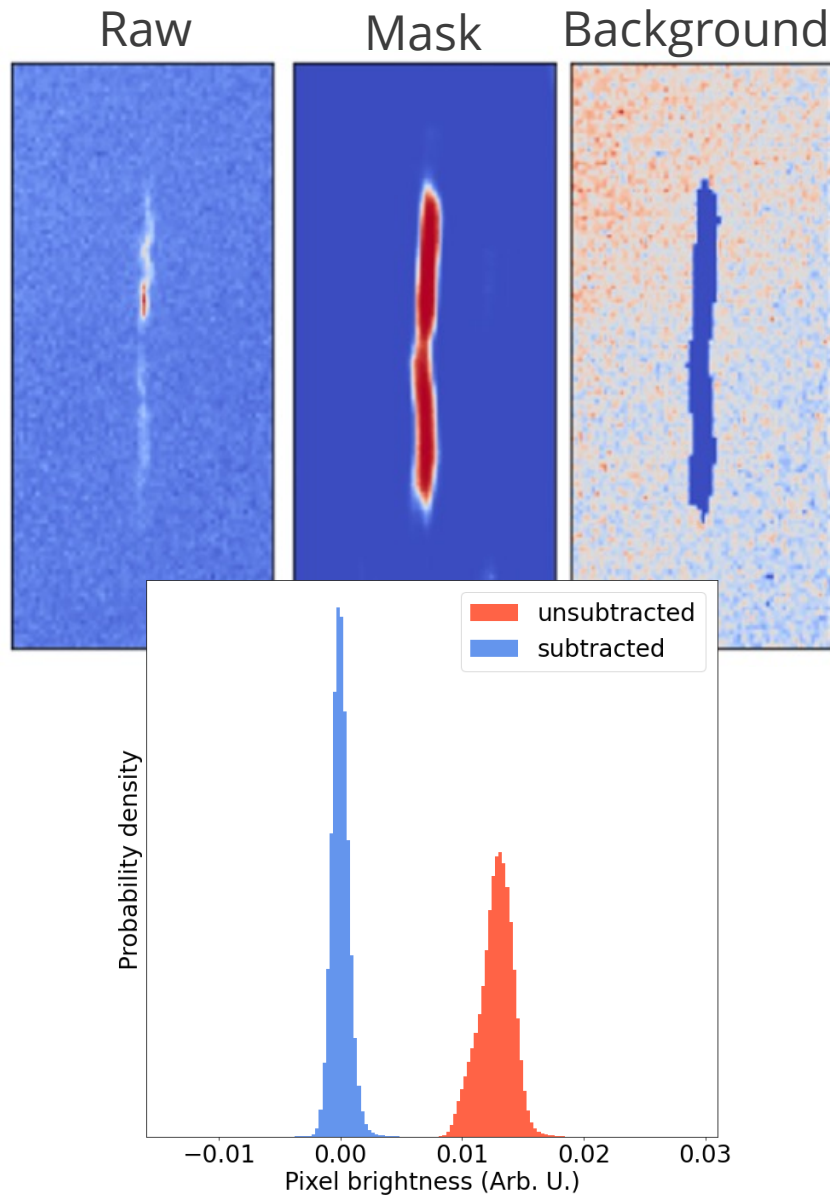 Raw
Mask
Background
unsubtracted
subtracted
Probability density
−0.01
0.00
0.01
0.02
0.03
Pixel brightness (Arb. U.)